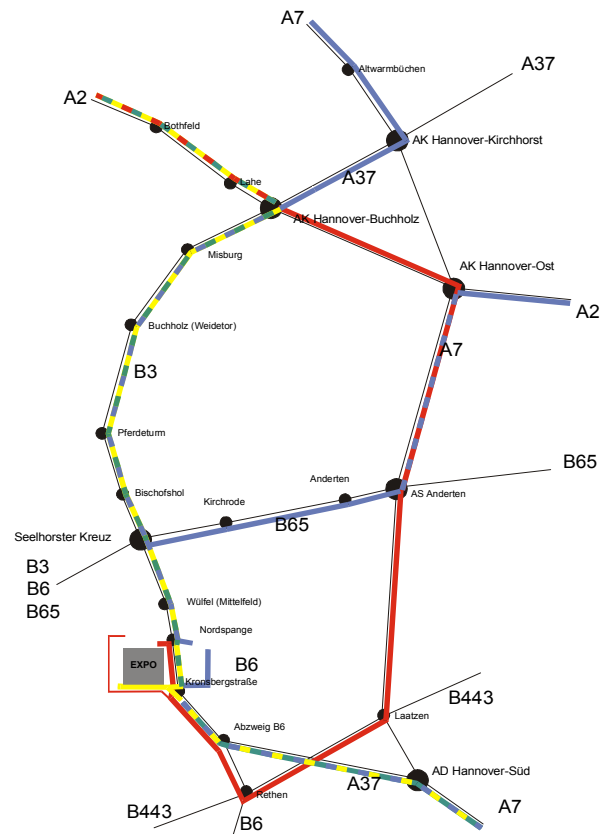 A7
A37
Altwarmbüchen
A2
Bothfeld
AK Hannover-Kirchhorst
A37
Lahe
AK Hannover-Buchholz
Misburg
AK Hannover-Ost
A2
Buchholz (Weidetor)
A7
B3
Pferdeturm
B65
Anderten
Bischofshol
AS Anderten
Kirchrode
B65
Seelhorster Kreuz
B3
B6
B65
Wülfel (Mittelfeld)
Nordspange
EXPO
B6
Kronsbergstraße
B443
Laatzen
Abzweig B6
AD Hannover-Süd
A37
Rethen
B443
A7
B6